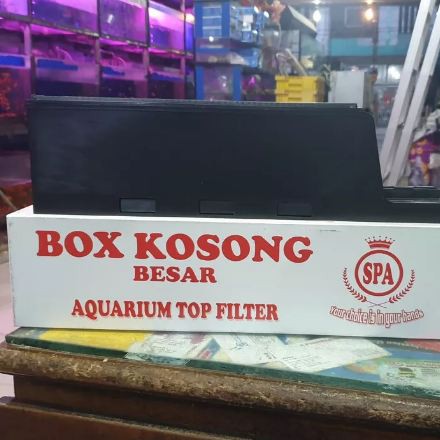 BOX KOSONG
BESAR
AQUARIUM TOP FILTER
SPA
Your choice is in your hands